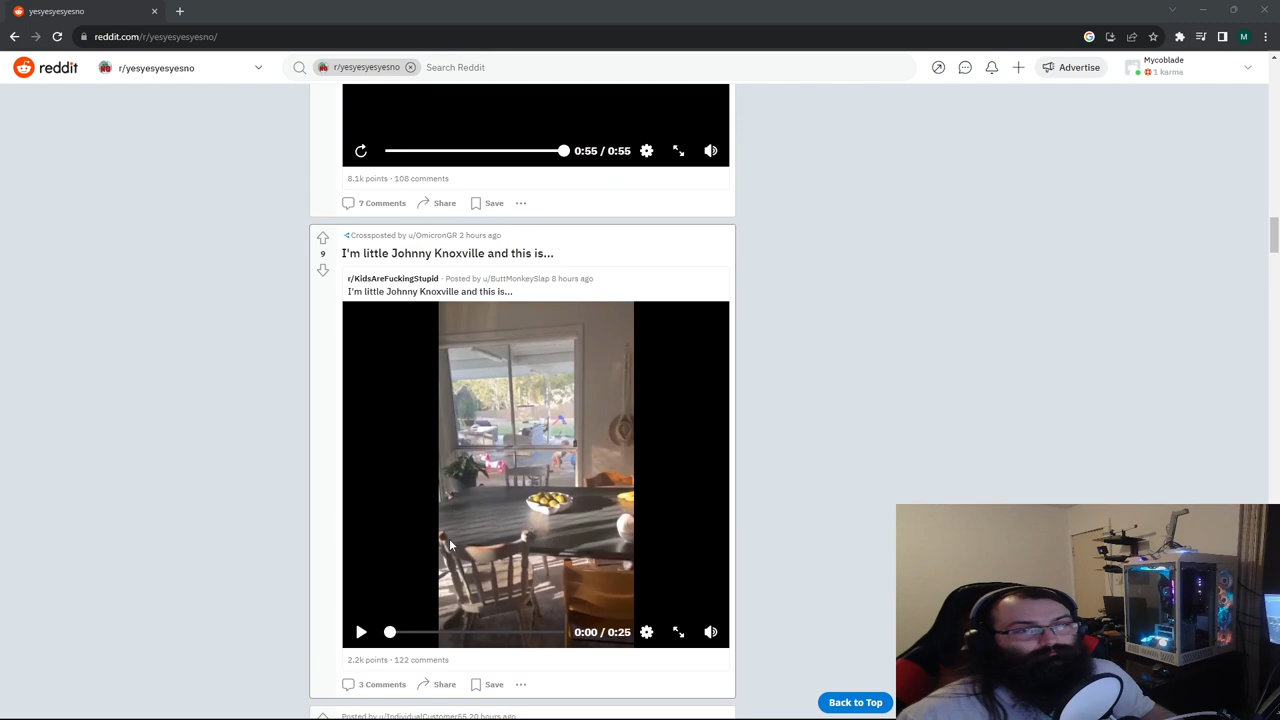 yesyesyesyesno
reddit.com/r/yesyesyesyesno/
M
reddit
r/yesyesyesyesno
r/yesyesyesyesno
Search Reddit
Advertise
Mycoblade
1 karma
0:55 / 0:55
8.1k points · 108 comments
7 Comments
Share
Save
Crossposted by u/OmicronGR 2 hours ago
9
I'm little Johnny Knoxville and this is...
r/KidsAreFuckingStupid · Posted by u/ButtMonkeySlap 8 hours ago
I'm little Johnny Knoxville and this is...
0:00 / 0:25
2.2k points · 122 comments
3 Comments
Share
Save
Back to Top
Posted by u/IndividualCustomer55 20 hours ago